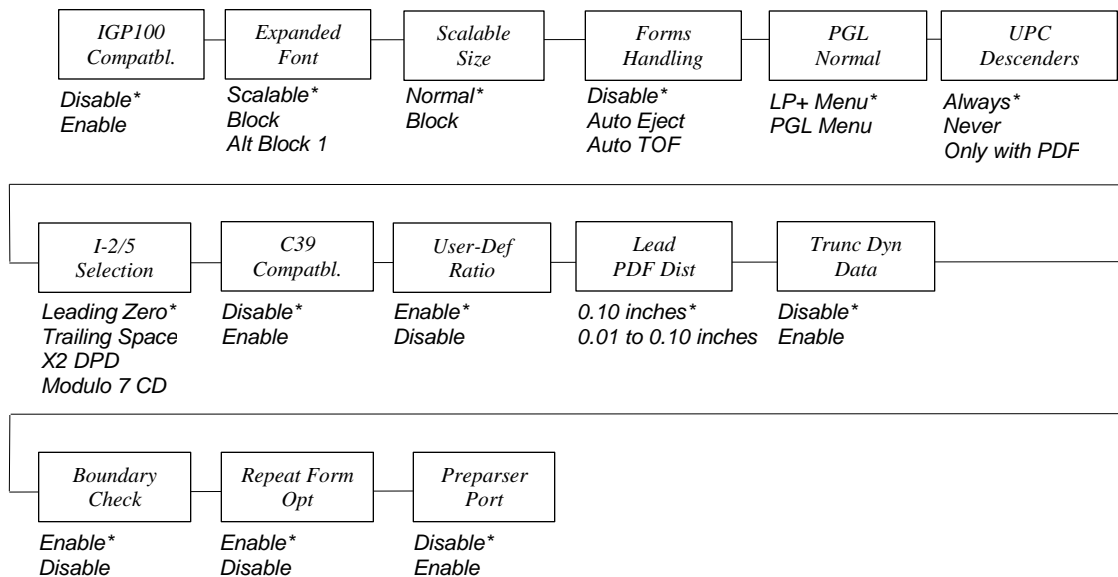 IGP100
Compatbl.
Disable*
Enable
Expanded
Font
Scalable*
Block
Alt Block 1
Scalable
Size
Normal*
Block
Forms
Handling
Disable*
Auto Eject
Auto TOF
PGL
Normal
LP+ Menu*
PGL Menu
UPC
Descenders
Always*
Never
Only with PDF
I-2/5
Selection
Leading Zero*
Trailing Space
X2 DPD
Modulo 7 CD
C39
Compatbl.
Disable*
Enable
User-Def
Ratio
Enable*
Disable
Lead
PDF Dist
0.10 inches*
0.01 to 0.10 inches
Trunc Dyn
Data
Disable*
Enable
Boundary
Check
Enable*
Disable
Repeat Form
Opt
Enable*
Disable
Preparser
Port
Disable*
Enable